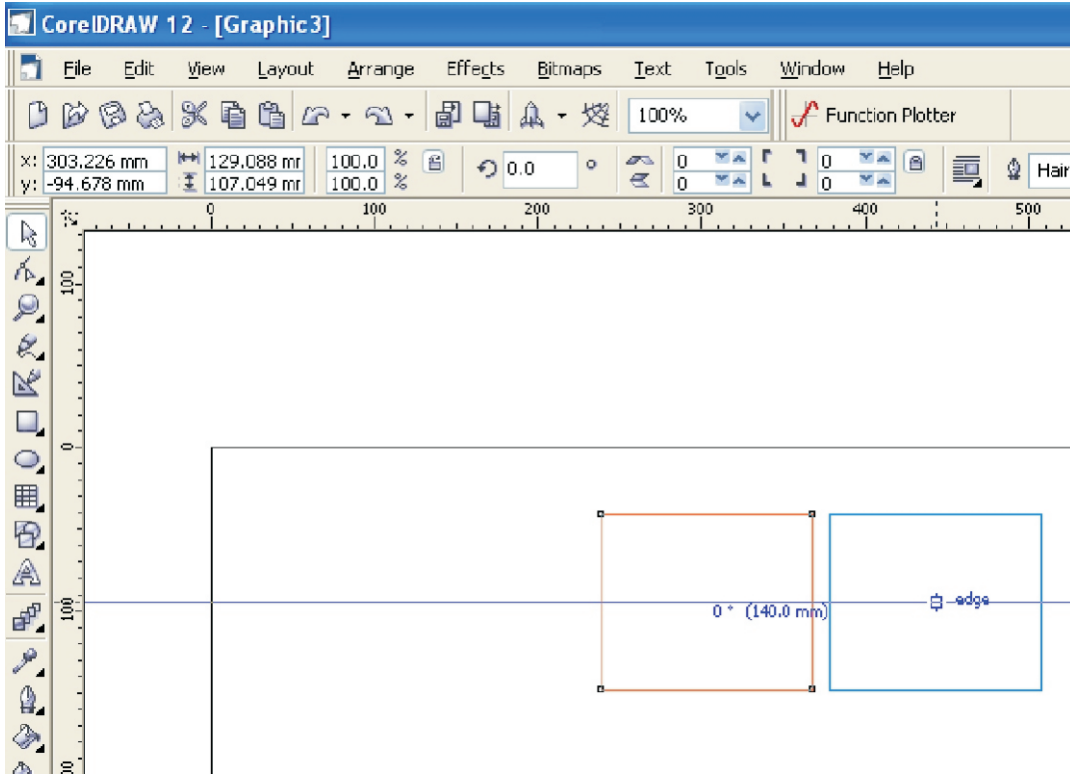 CorelDRAW 12 - [Graphic3]
File Edit View Layout Arrange Effects Bitmaps Text Tools Window Help
100% Function Plotter
x: 303.226 mm 129.088 mr 100.0 % 0.0 ° 0 0 Hair
y: -94.678 mm 107.049 mr 100.0 % 0 0
0 100 200 300 400 500
100
0
100
0 ° (140.0 mm) edge